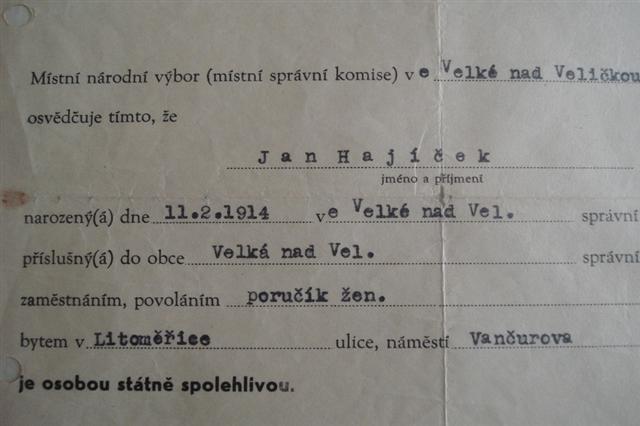 Místní národní výbor (místní správní komise) v e Velké nad Veličkou
osvědčuje tímto, že
Jan Hajíček
jméno a příjmení
narozený(á) dne 11.2.1914 ve Velké nad Vel. správní
příslušný(á) do obce Velká nad Vel. správní
zaměstnáním, povoláním poručík žen.
bytem v Litoměřice ulice, náměstí Vančurova
je osobou státně spolehlivou.